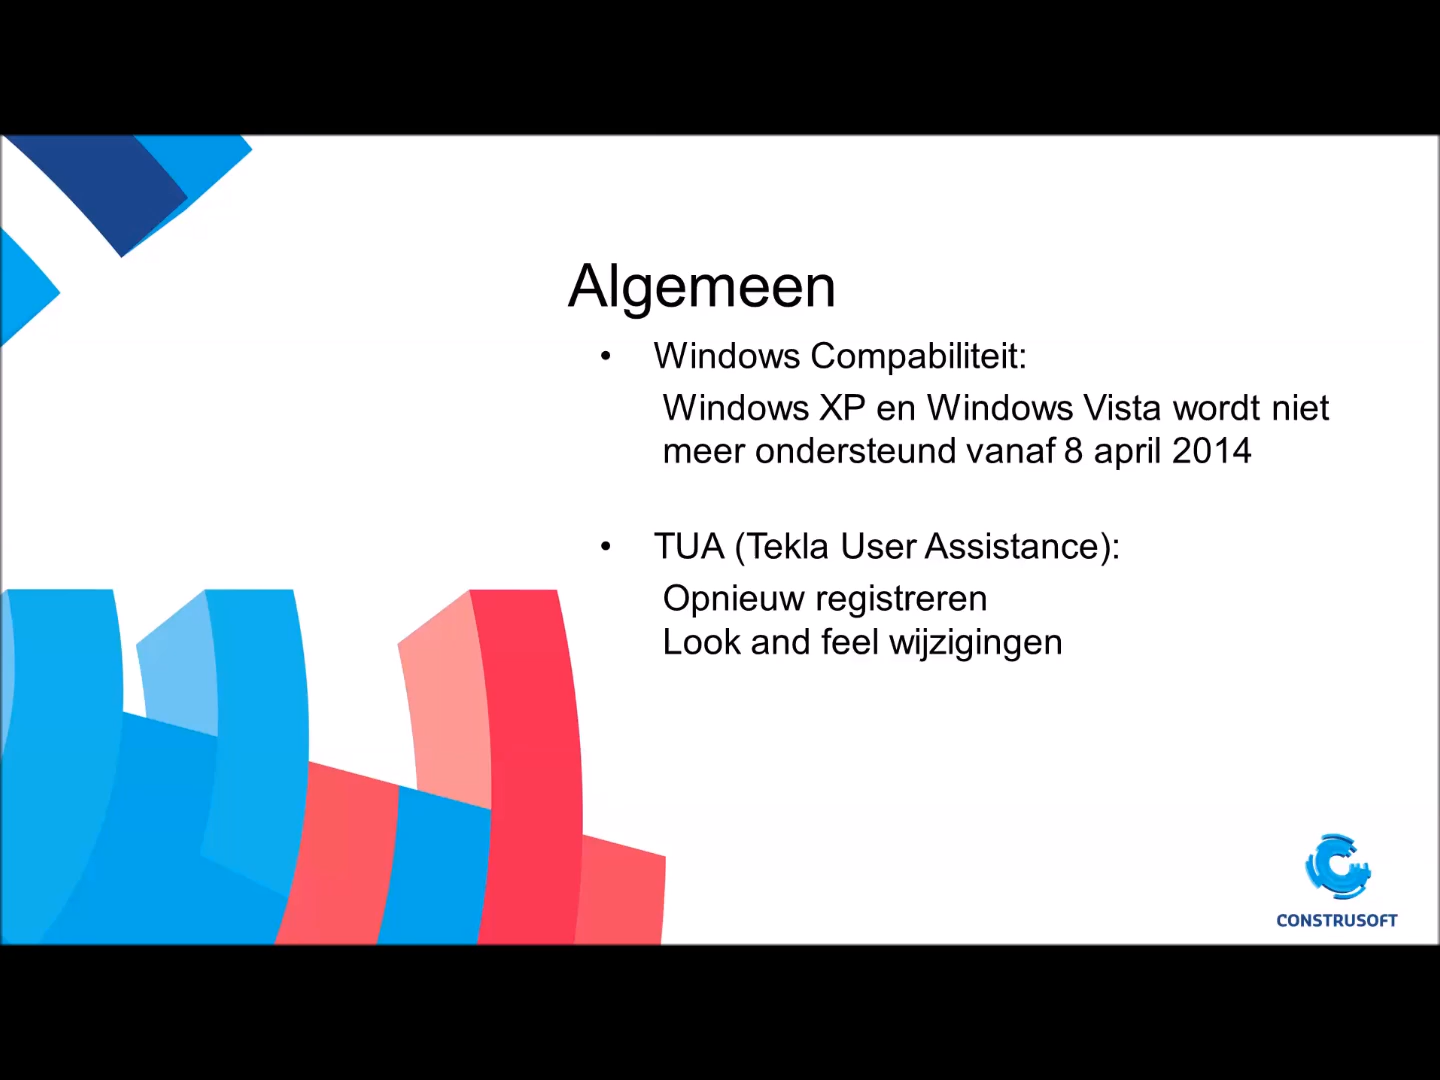 Algemeen
• Windows Compabiliteit:
Windows XP en Windows Vista wordt niet
meer ondersteund vanaf 8 april 2014
• TUA (Tekla User Assistance):
Opnieuw registreren
Look and feel wijzigingen
CONSTRUSOFT